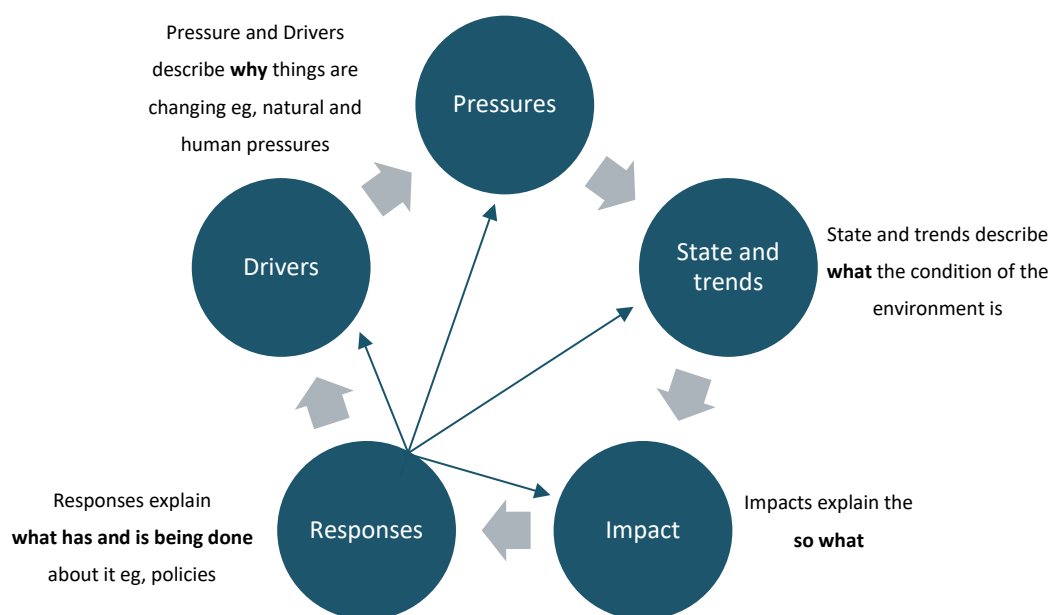 Pressure and Drivers
describe why things are
changing eg, natural and
human pressures
Pressures
Drivers
State and
trends
State and trends describe
what the condition of the
environment is
Responses explain
what has and is being done
about it eg, policies
Responses
Impact
Impacts explain the
so what